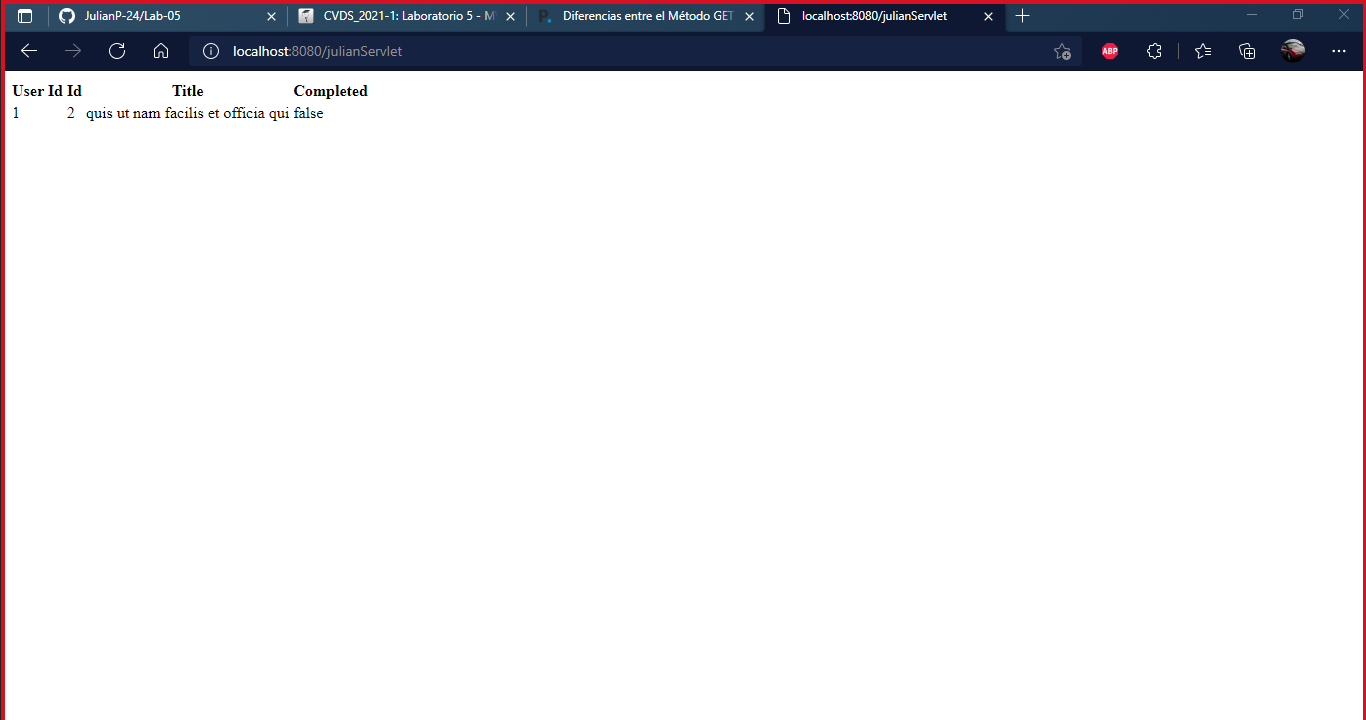 JulianP-24/Lab-05
CVDS_2021-1: Laboratorio 5 - M
P. Diferencias entre el Método GET
localhost:8080/julianServlet
localhost:8080/julianServlet
ABP
User Id Id Title Completed
1 2 quis ut nam facilis et officia qui false